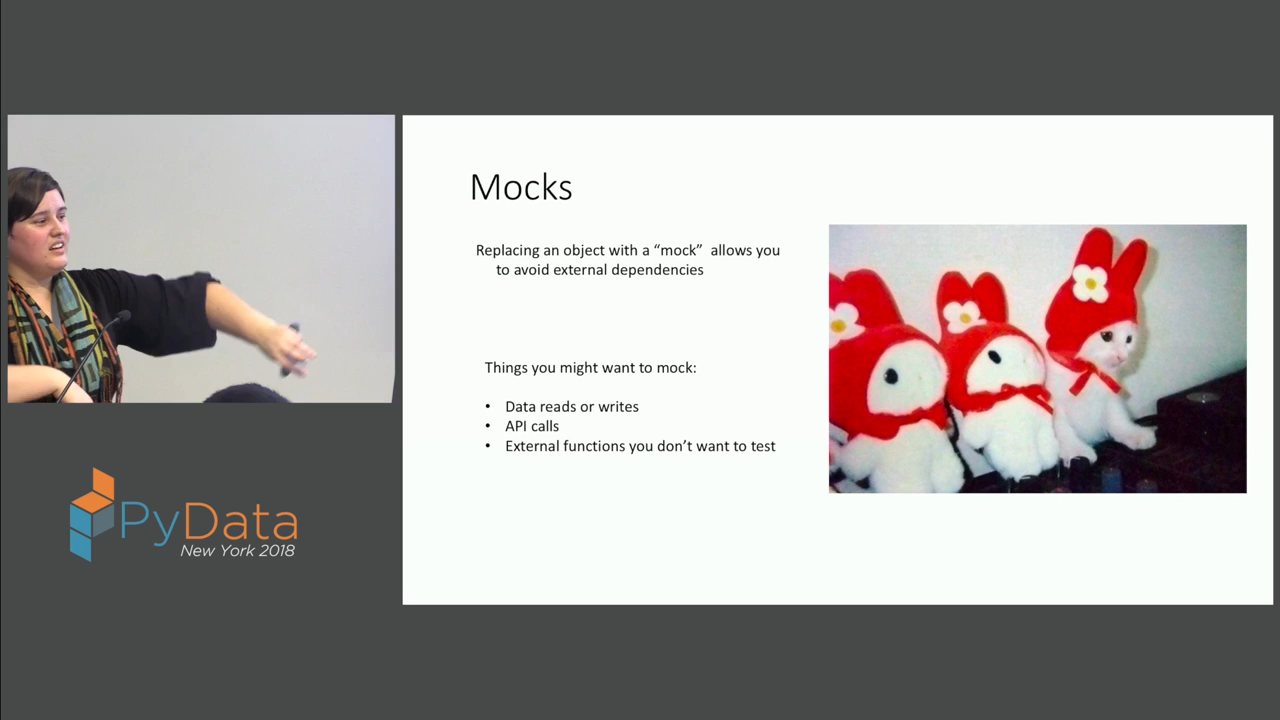 Mocks
Replacing an object with a “mock”  allows you
to avoid external dependencies
Things you might want to mock:
• Data reads or writes
• API calls
• External functions you don’t want to test
PyData
New York 2018